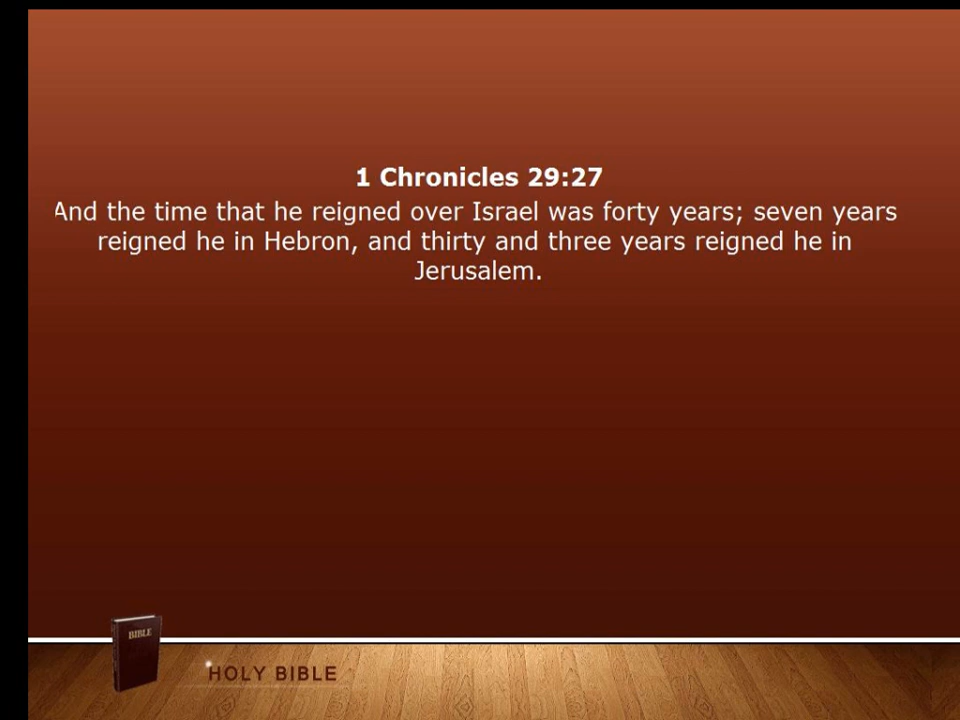 1 Chronicles 29:27
And the time that he reigned over Israel was forty years; seven years
reigned he in Hebron, and thirty and three years reigned he in
Jerusalem.
BIBLE
HOLY BIBLE